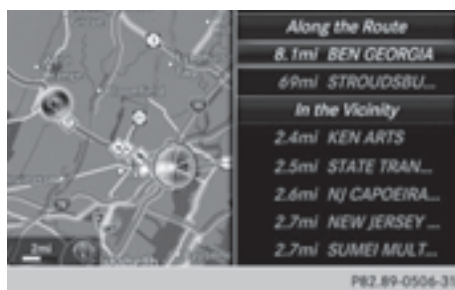 Along the Route
8.1mi BEN GEORGIA
69mi STROUDSBU...
In the Vicinity
2.4mi KEN ARTS
2.5mi STATE TRAN...
2.6mi NJ CAPOEIRA...
2.7mi NEW JERSEY ...
2.7mi SUMEI MULT...
2mi
P82.89-0506-31